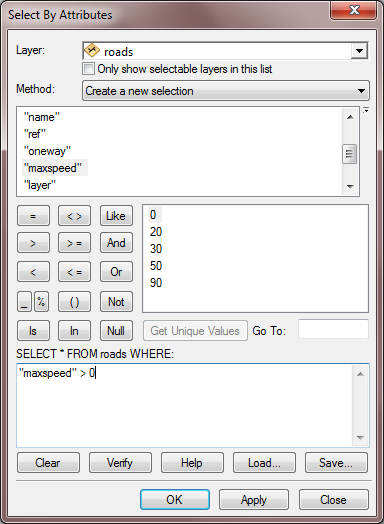 Select By Attributes
Layer: roads
Only show selectable layers in this list
Method: Create a new selection
"name"
"ref"
"oneway"
"maxspeed"
"layer"
= < > Like
> > = And
< < = Or
_ % ( ) Not
Is In Null
0
20
30
50
90
Get Unique Values Go To:
SELECT * FROM roads WHERE:
"maxspeed" > 0
Clear Verify Help Load... Save...
OK Apply Close